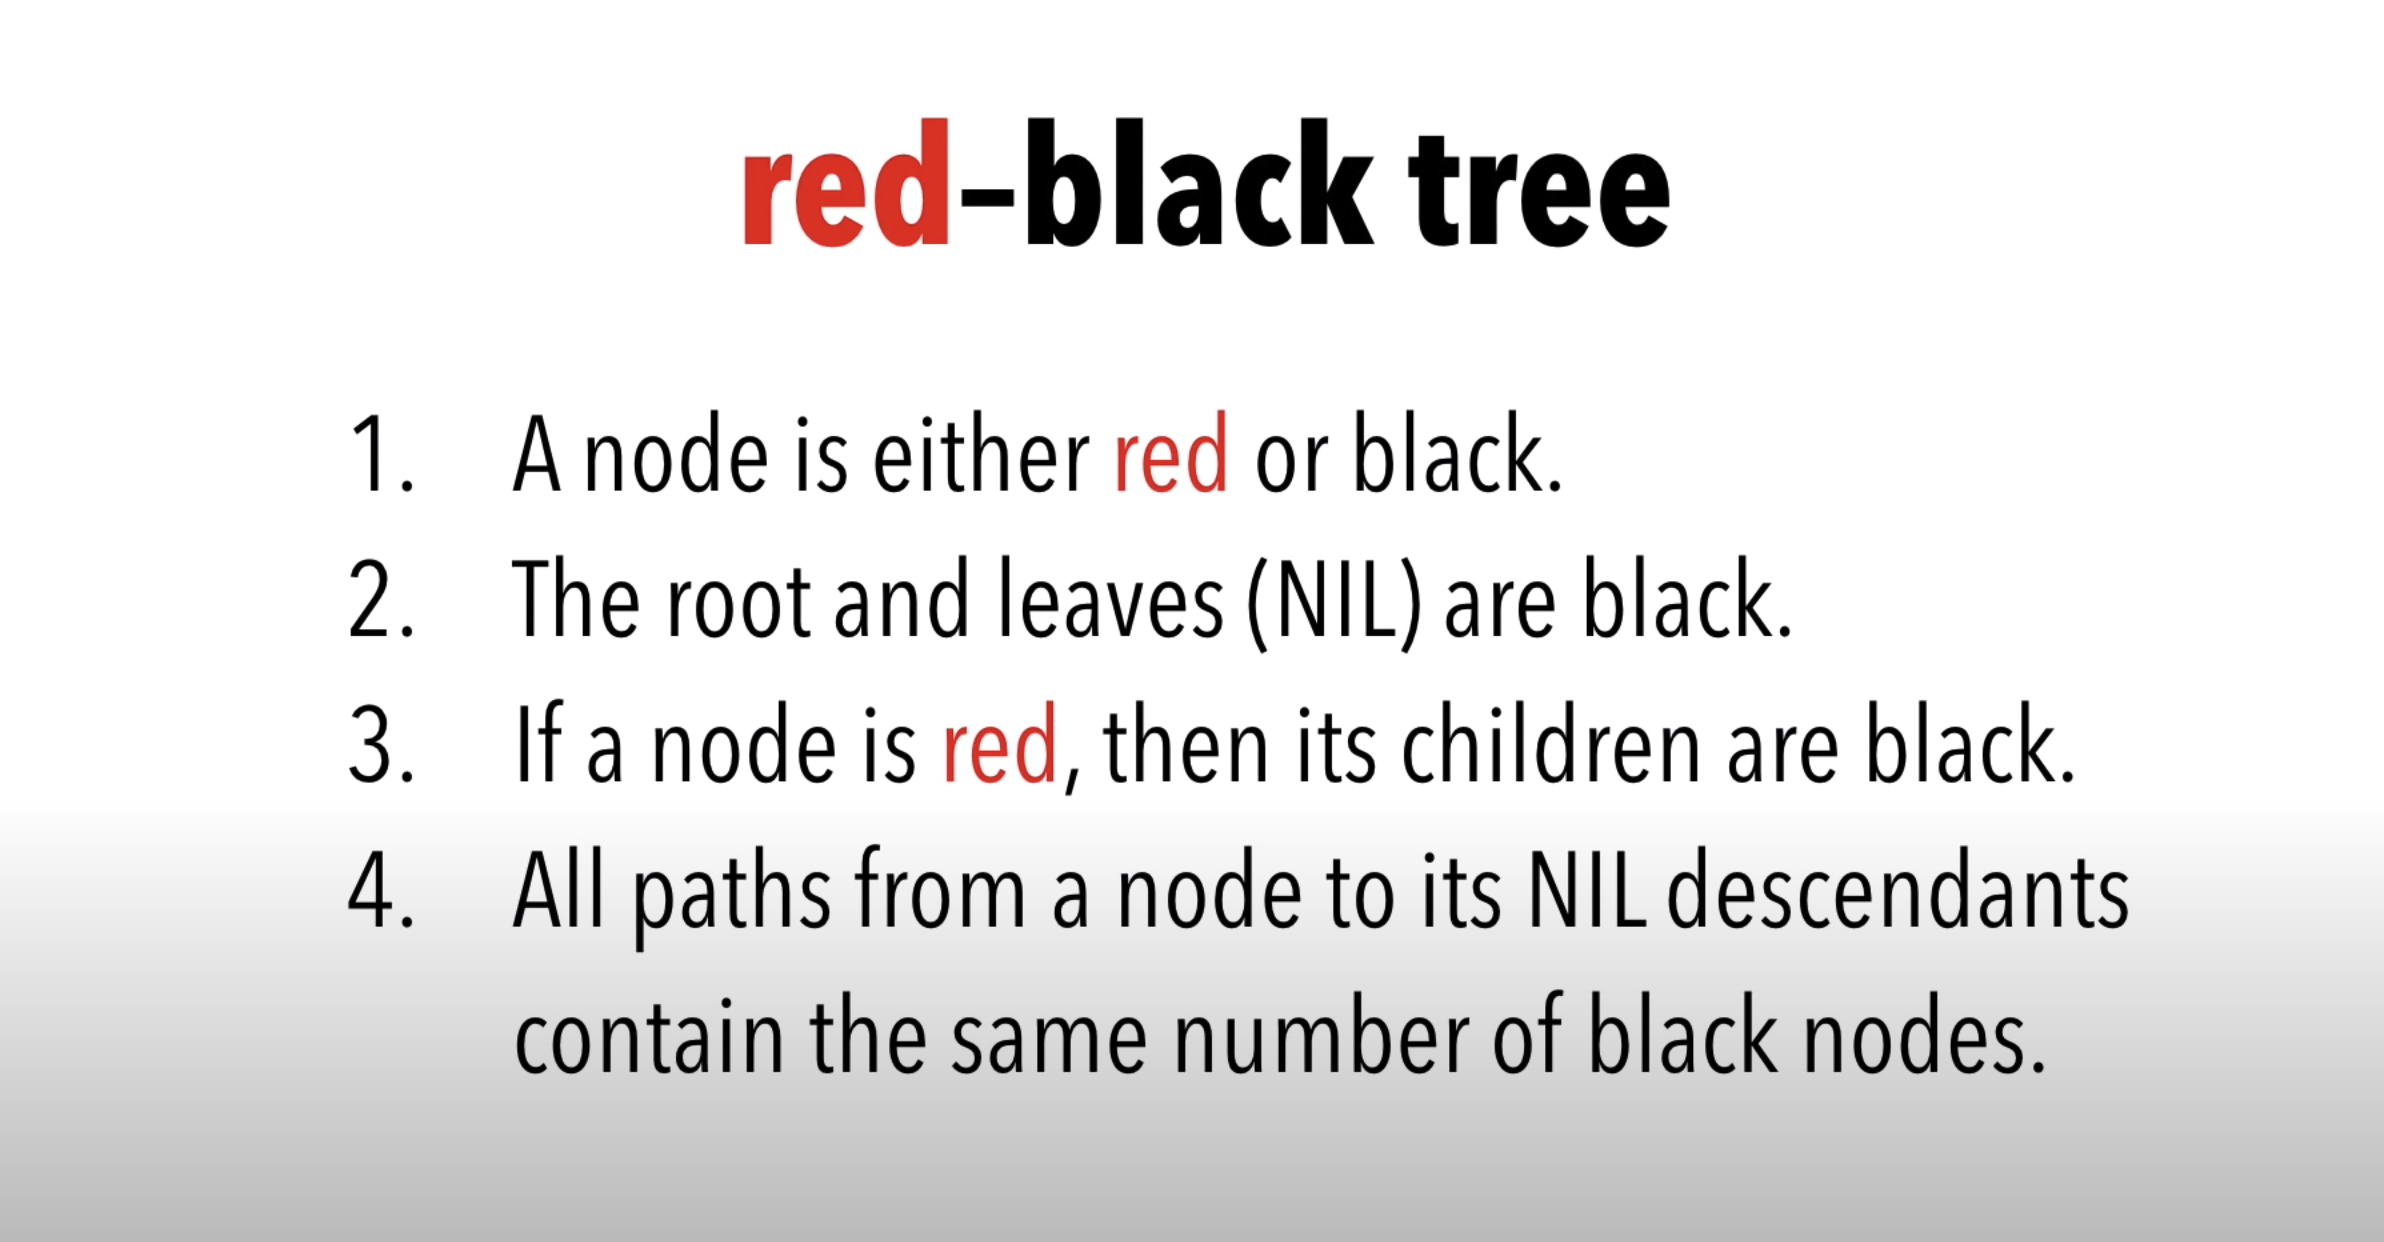 red–black tree
1. A node is either red or black.
2. The root and leaves (NIL) are black.
3. If a node is red, then its children are black.
4. All paths from a node to its NIL descendants
contain the same number of black nodes.